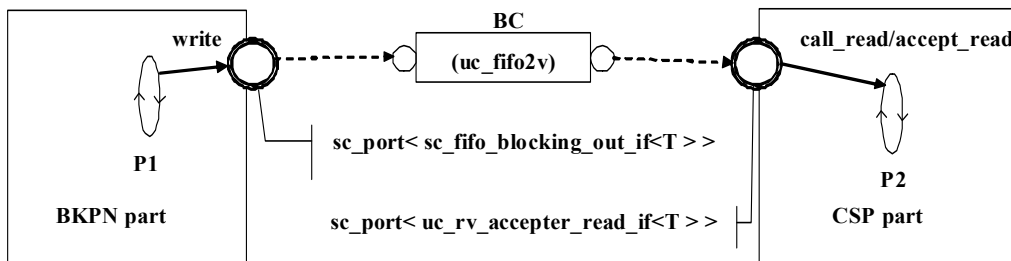 BC
write
(uc_fifo2v)
call_read/accept_read
sc_port< sc_fifo_blocking_out_if<T > >
P1
P2
BKPN part
sc_port< uc_rv_accepter_read_if<T > >
CSP part